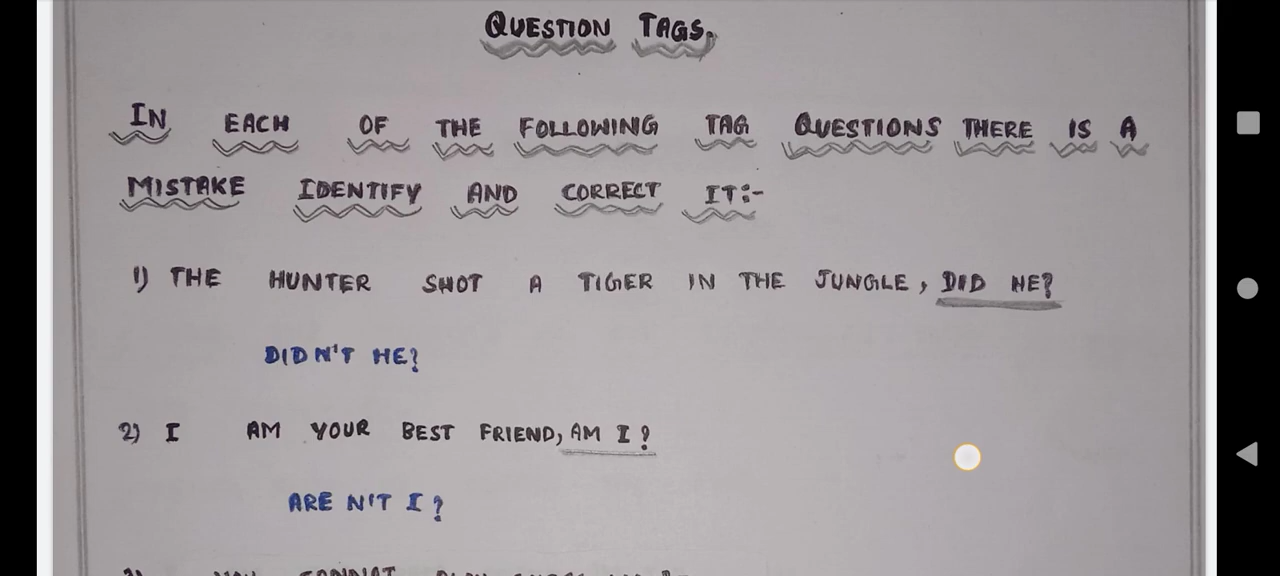 QUESTION TAGS.
IN EACH OF THE FOLLOWING TAG QUESTIONS THERE IS A
MISTAKE IDENTIFY AND CORRECT IT:-
1) THE HUNTER SHOT A TIGER IN THE JUNGLE, DID HE?
DIDN'T HE?
2) I AM YOUR BEST FRIEND, AM I?
ARE N'T I?